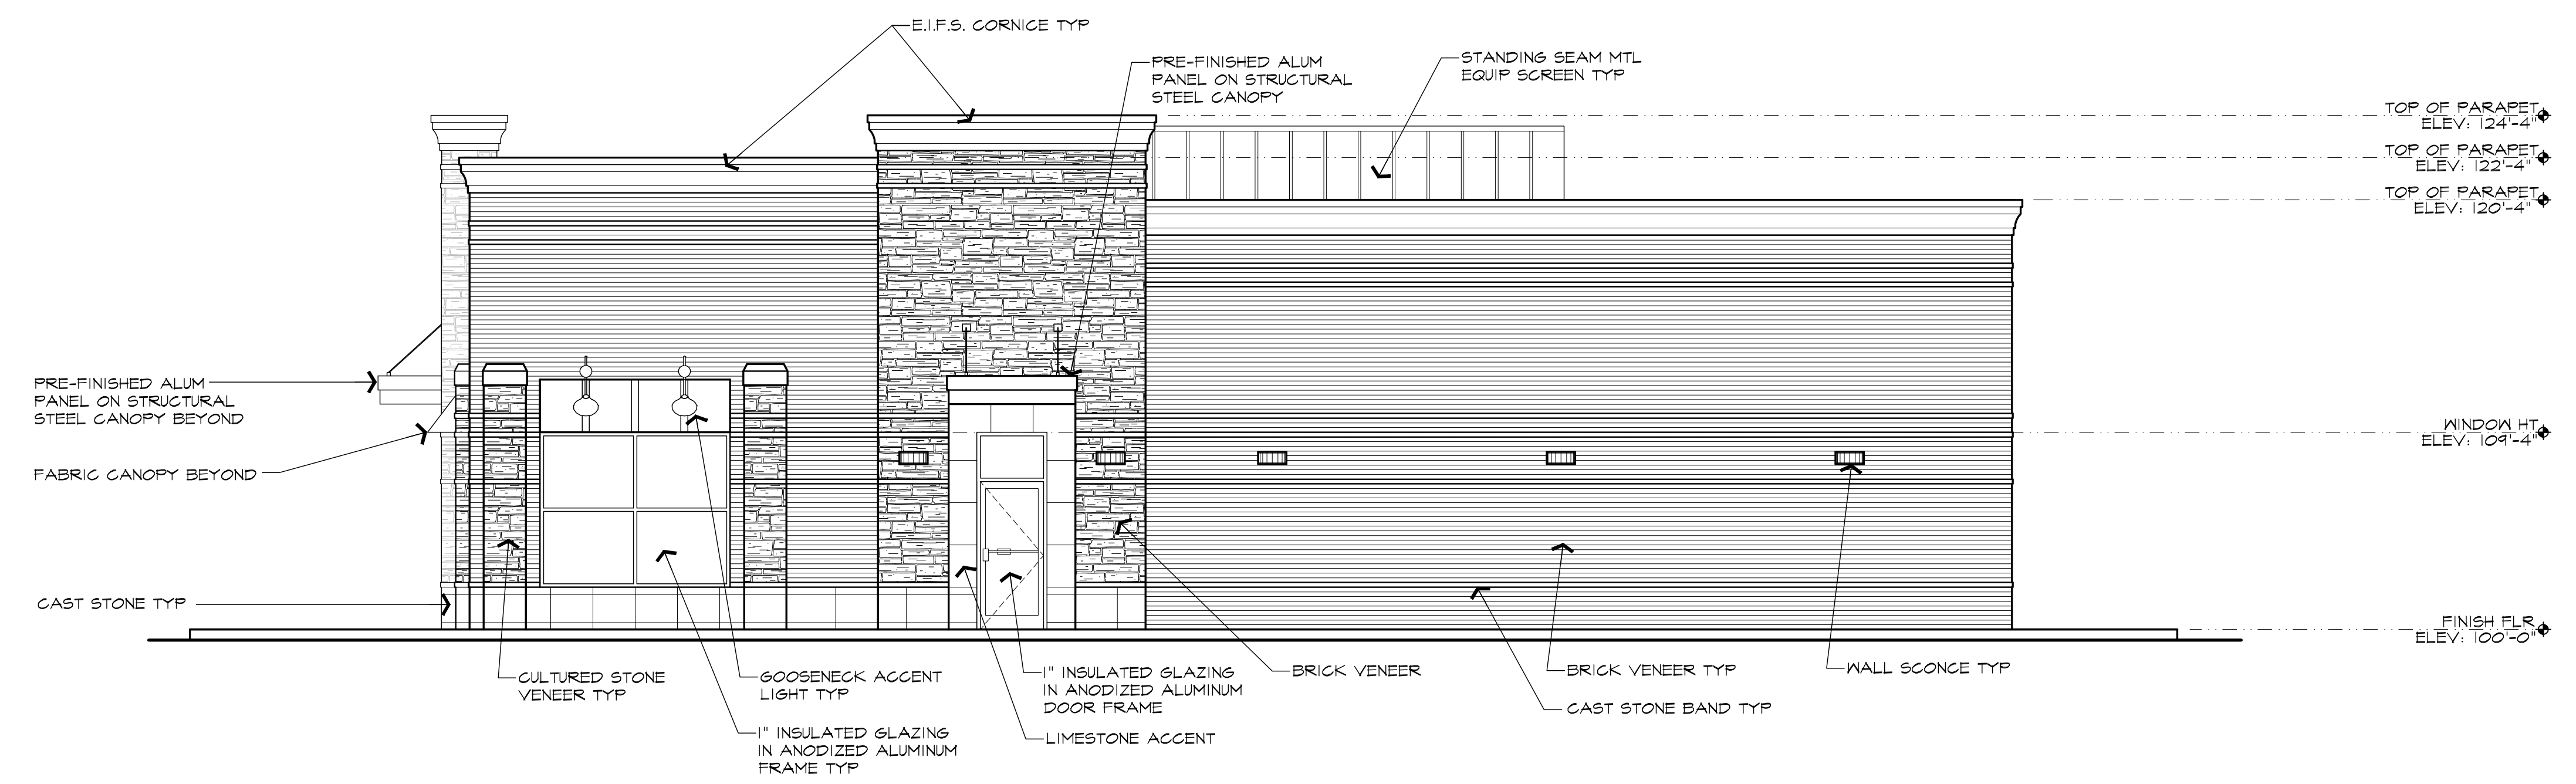 E.I.F.S. CORNICE TYP
PRE-FINISHED ALUM
PANEL ON STRUCTURAL
STEEL CANOPY
STANDING SEAM MTL
EQUIP SCREEN TYP
TOP OF PARAPET
ELEV: 124'-4"
TOP OF PARAPET
ELEV: 122'-4"
TOP OF PARAPET
ELEV: 120'-4"
PRE-FINISHED ALUM
PANEL ON STRUCTURAL
STEEL CANOPY BEYOND
WINDOW HT
ELEV: 109'-4"
FABRIC CANOPY BEYOND
CAST STONE TYP
FINISH FLR
ELEV: 100'-0"
CULTURED STONE
VENEER TYP
GOOSENECK ACCENT
LIGHT TYP
1" INSULATED GLAZING
IN ANODIZED ALUMINUM
DOOR FRAME
BRICK VENEER
BRICK VENEER TYP
WALL SCONCE TYP
CAST STONE BAND TYP
1" INSULATED GLAZING
IN ANODIZED ALUMINUM
FRAME TYP
LIMESTONE ACCENT